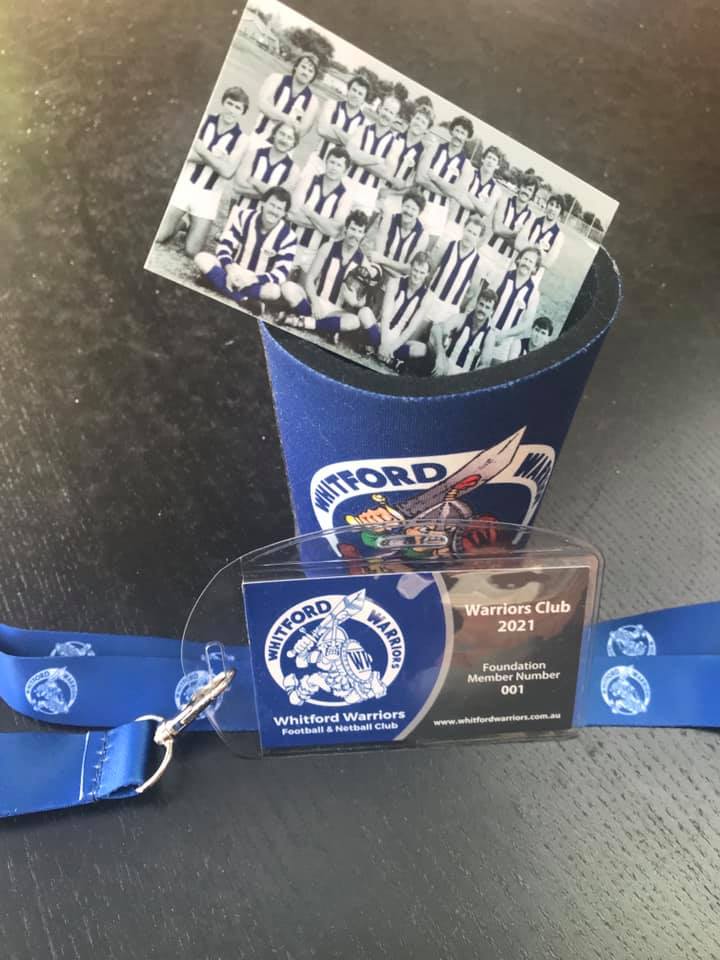 WHITFORD WARRIORS
WHITFORD WARRIORS
WW
Whitford Warriors
Football & Netball Club
Warriors Club
2021
Foundation
Member Number
001
www.whitfordwarriors.com.au